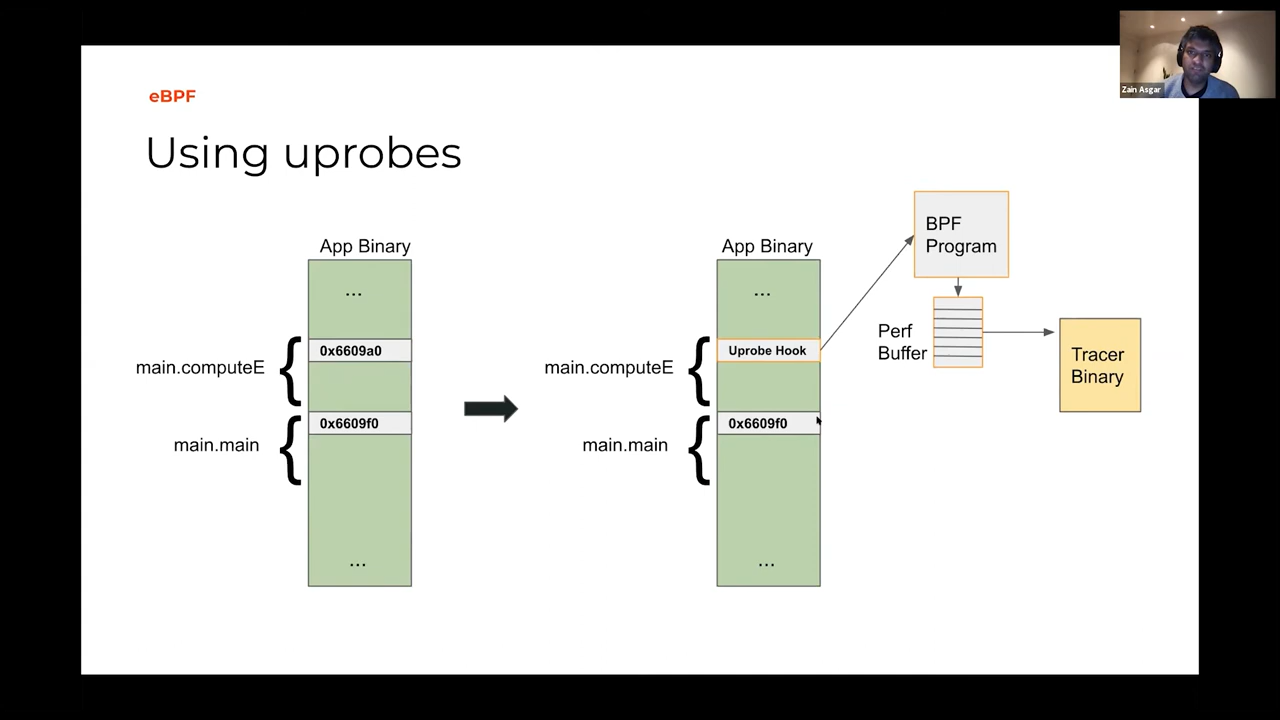 Zain Asgar
eBPF
Using uprobes
App Binary
...
main.computeE
0x6609a0
main.main
0x6609f0
...
App Binary
...
main.computeE
Uprobe Hook
main.main
0x6609f0
...
BPF
Program
Perf
Buffer
Tracer
Binary